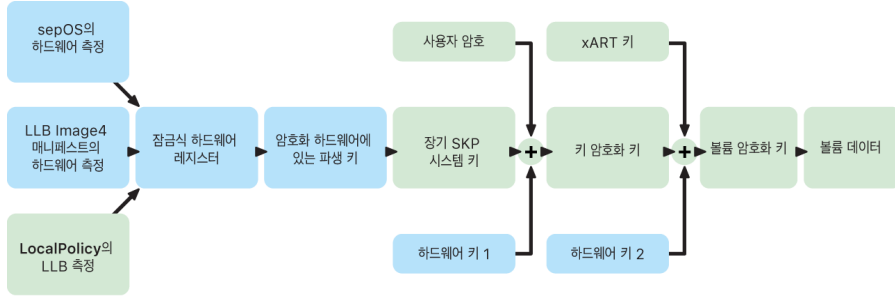 sepOS의
하드웨어 측정
사용자 암호
xART 키
LLB Image4
매니페스트의
하드웨어 측정
잠금식 하드웨어
레지스터
암호화 하드웨어에
있는 파생 키
장기 SKP
시스템 키
+
키 암호화 키
+
볼륨 암호화 키
볼륨 데이터
LocalPolicy의
LLB 측정
하드웨어 키 1
하드웨어 키 2